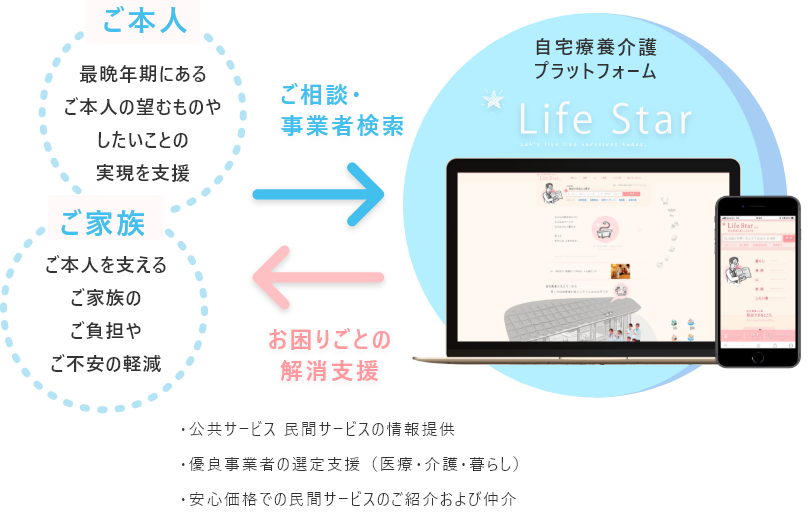 ご本人
最晩年期にある
ご本人の望むものや
したいことの
実現を支援
ご家族
ご本人を支える
ご家族の
ご負担や
ご不安の軽減
ご相談・
事業者検索
お困りごとの
解消支援
自宅療養介護
プラットフォーム
Life Star
Life Star
・公共サービス 民間サービスの情報提供
・優良事業者の選定支援（医療・介護・暮らし）
・安心価格での民間サービスのご紹介および仲介